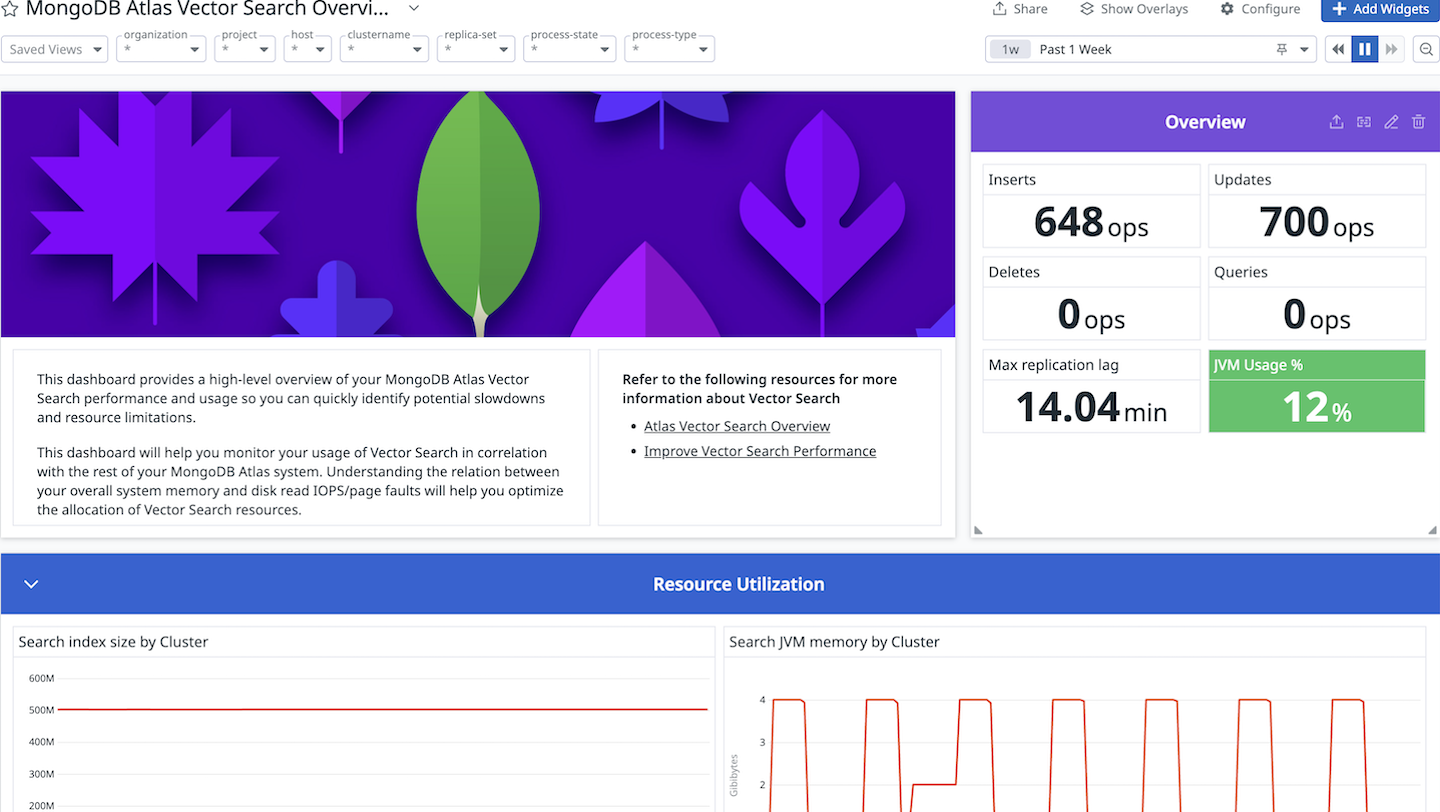 MongoDB Atlas Vector Search Overvi...
Share
Show Overlays
Configure
Add Widgets
Saved Views
organization
*
project
*
host
*
clustername
*
replica-set
*
process-state
*
process-type
*
1w Past 1 Week
Overview
Inserts
648 ops
Updates
700 ops
Deletes
0 ops
Queries
0 ops
Max replication lag
14.04 min
JVM Usage %
12 %
This dashboard provides a high-level overview of your MongoDB Atlas Vector
Search performance and usage so you can quickly identify potential slowdowns
and resource limitations.
This dashboard will help you monitor your usage of Vector Search in correlation
with the rest of your MongoDB Atlas system. Understanding the relation between
your overall system memory and disk read IOPS/page faults will help you optimize
the allocation of Vector Search resources.
Refer to the following resources for more
information about Vector Search
• Atlas Vector Search Overview
• Improve Vector Search Performance
Resource Utilization
Search index size by Cluster
600M
500M
400M
300M
200M
Search JVM memory by Cluster
4
3
2
Gibibytes